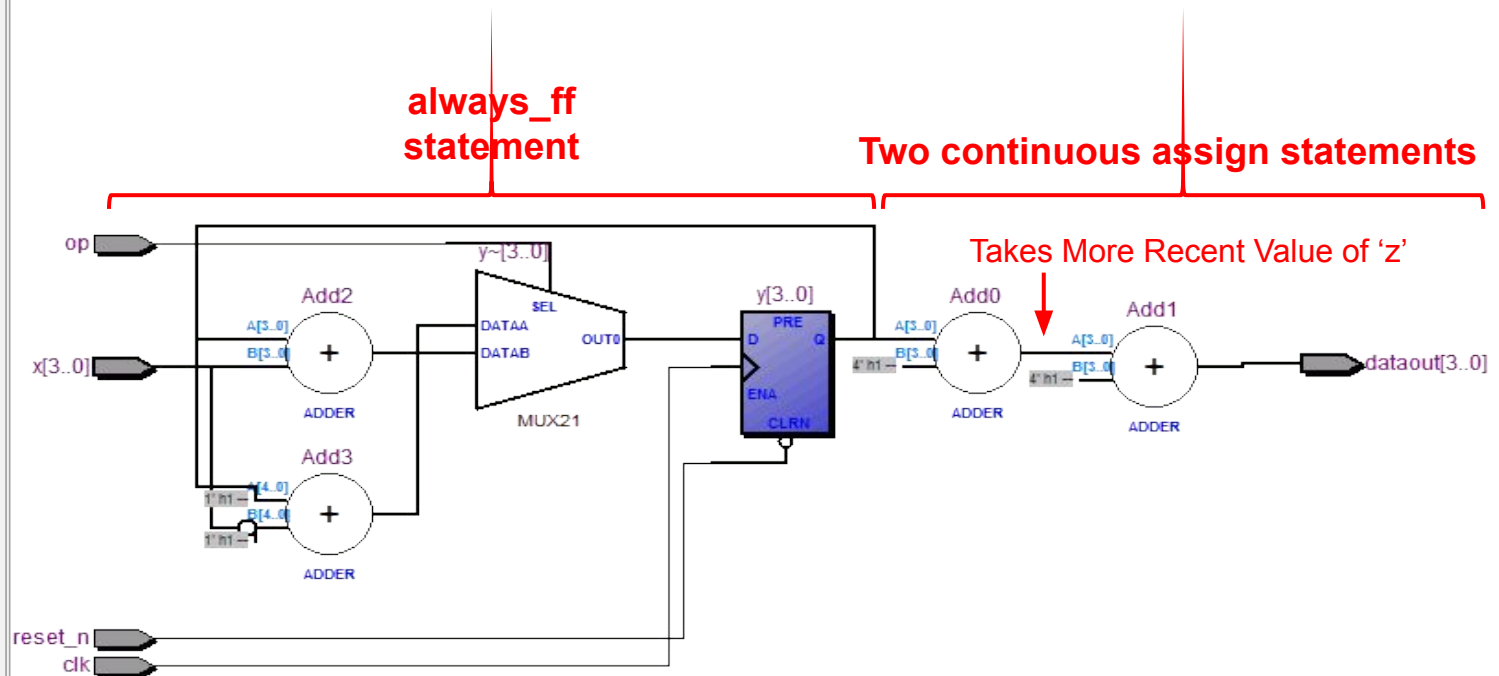 always_ff
statement
Two continuous assign statements
Takes More Recent Value of ‘z’
op
y~[3..0]
SEL
DATAA
DATAB
OUT0
MUX21
Add2
A[3..0]
B[3..0]
+
ADDER
x[3..0]
Add3
1' h1 --
A[4..0]
B[4..0]
1' h1 --
+
ADDER
y[3..0]
PRE
D
Q
ENA
CLRN
Add0
A[3..0]
B[3..0]
4' h1 --
+
ADDER
Add1
A[3..0]
B[3..0]
4' h1 --
+
ADDER
dataout[3..0]
reset_n
clk